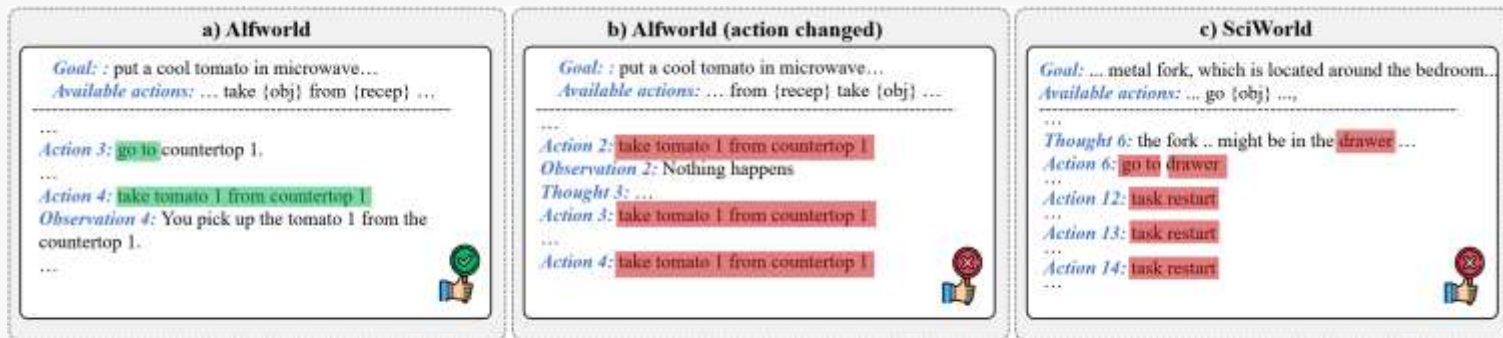 a) Alfworld
Goal: : put a cool tomato in microwave…
Available actions: … take {obj} from {recep} …
…
Action 3: go to countertop 1.
…
Action 4: take tomato 1 from countertop 1
Observation 4: You pick up the tomato 1 from the
countertop 1.
…
b) Alfworld (action changed)
Goal: : put a cool tomato in microwave…
Available actions: … from {recep} take {obj} …
…
Action 2: take tomato 1 from countertop 1
Observation 2: Nothing happens
Thought 3: …
Action 3: take tomato 1 from countertop 1
…
Action 4: take tomato 1 from countertop 1
c) SciWorld
Goal: ... metal fork, which is located around the bedroom...
Available actions: ... go {obj} ...,
…
Thought 6: the fork .. might be in the drawer …
Action 6: go to drawer
…
Action 12: task restart
…
Action 13: task restart
…
Action 14: task restart
…